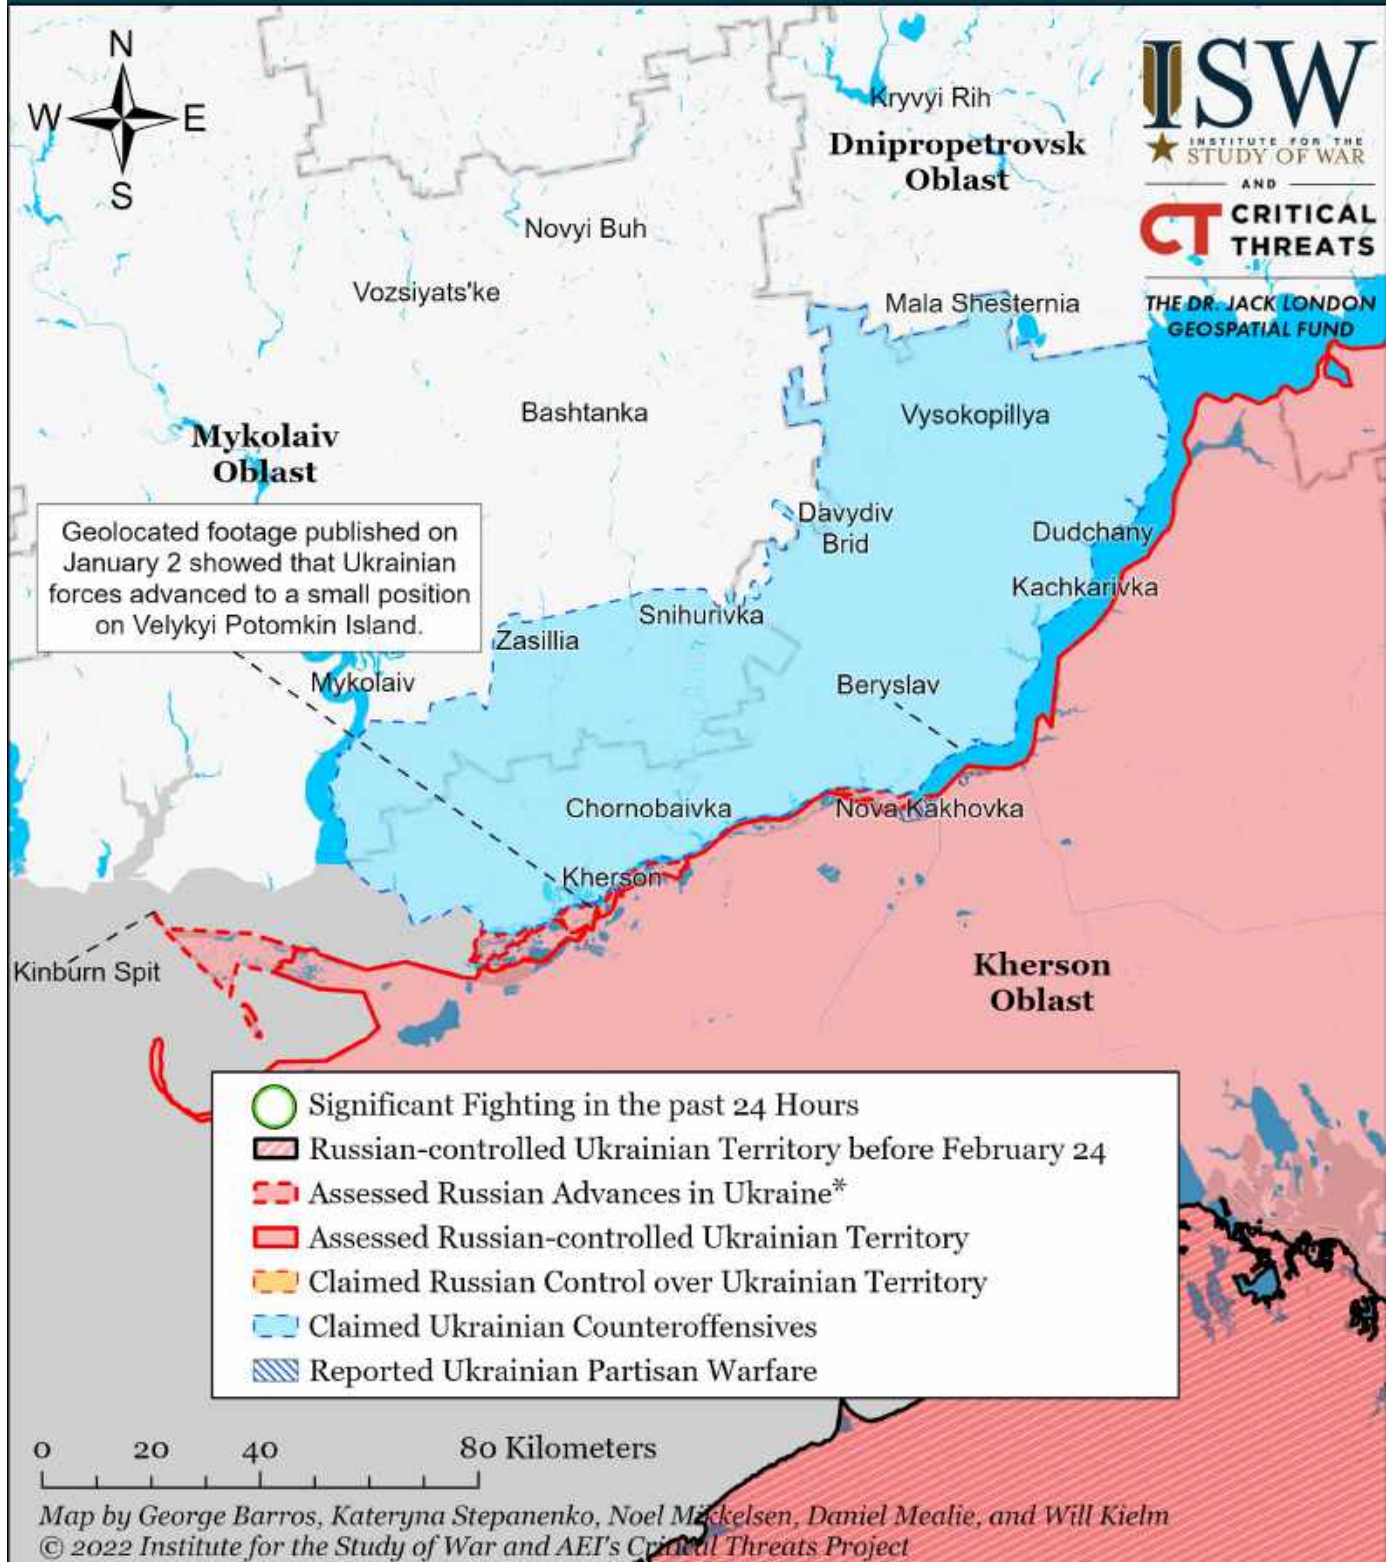 N
W E
S
Kryvyi Rih
Dnipropetrovsk
Oblast
ISW
INSTITUTE FOR THE
STUDY OF WAR
AND
CT CRITICAL
THREATS
THE DR. JACK LONDON
GEOSPATIAL FUND
Novyi Buh
Vozsiyats'ke
Mala Shesternia
Bashtanka
Vysokopillya
Mykolaiv
Oblast
Geolocated footage published on
January 2 showed that Ukrainian
forces advanced to a small position
on Velykyi Potomkin Island.
Davydiv
Brid
Dudchany
Kachkarivka
Snihurivka
Zasillia
Mykolaiv
Beryslav
Chornobaivka
Nova Kakhovka
Kherson
Kinburn Spit
Kherson
Oblast
Significant Fighting in the past 24 Hours
Russian-controlled Ukrainian Territory before February 24
Assessed Russian Advances in Ukraine*
Assessed Russian-controlled Ukrainian Territory
Claimed Russian Control over Ukrainian Territory
Claimed Ukrainian Counteroffensives
Reported Ukrainian Partisan Warfare
0 20 40 80 Kilometers
Map by George Barros, Kateryna Stepanenko, Noel Mikkelsen, Daniel Mealie, and Will Kielm
© 2022 Institute for the Study of War and AEI's Critical Threats Project